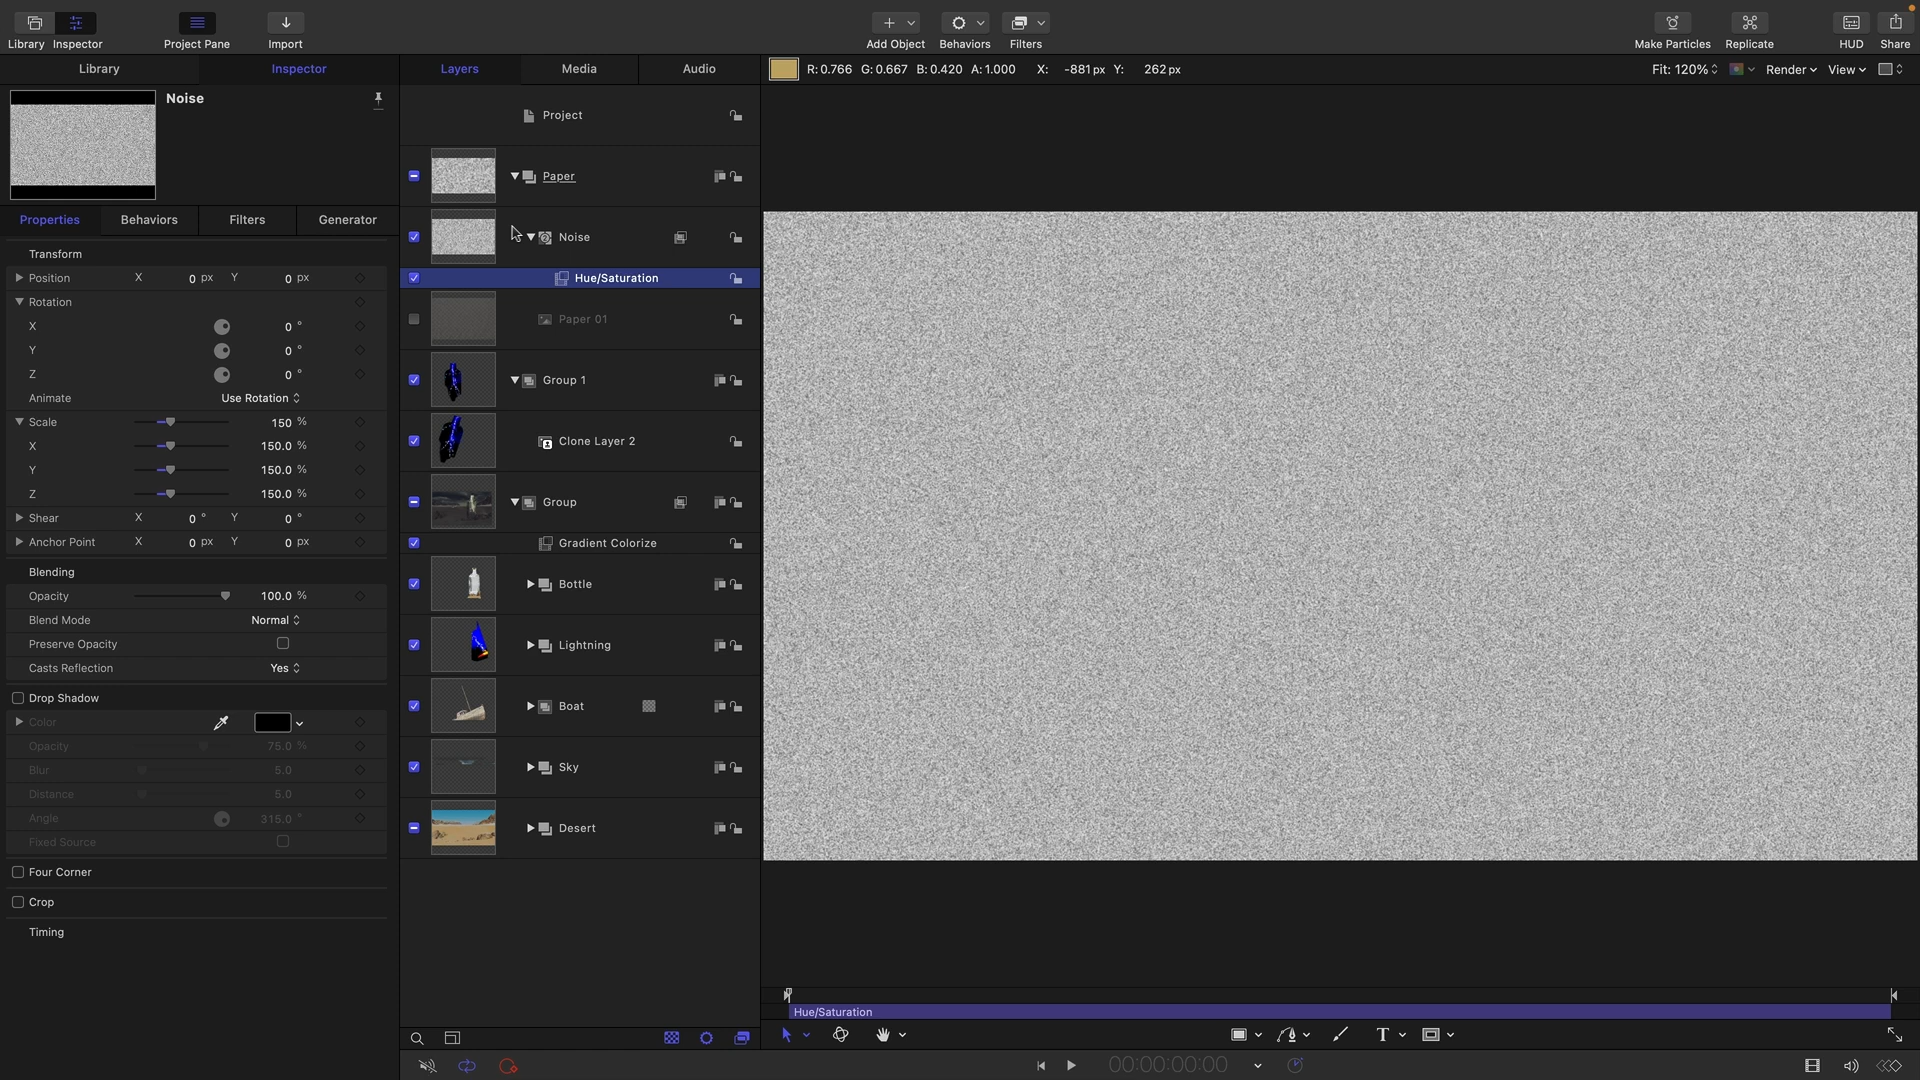 Library Inspector Project Pane Import Add Object Behaviors Filters Make Particles Replicate HUD Share
Library Inspector Layers Media Audio R: 0.766 G: 0.667 B: 0.420 A: 1.000 X: -881 px Y: 262 px Fit: 120% Render View
Noise
Project
Paper
Properties Behaviors Filters Generator
Noise
Transform
Position X 0 px Y 0 px
Hue/Saturation
Rotation
X 0 °
Paper 01
Y 0 °
Z 0 °
Group 1
Animate Use Rotation
Scale 150 %
X 150.0 %
Clone Layer 2
Y 150.0 %
Z 150.0 %
Group
Shear X 0 ° Y 0 °
Anchor Point X 0 px Y 0 px
Gradient Colorize
Blending
Bottle
Opacity 100.0 %
Blend Mode Normal
Preserve Opacity
Lightning
Casts Reflection Yes
Drop Shadow
Boat
Color
Opacity 75.0 %
Blur 5.0
Sky
Distance 5.0
Angle 315.0 °
Desert
Fixed Source
Four Corner
Crop
Timing
Hue/Saturation
T
00:00:00:00